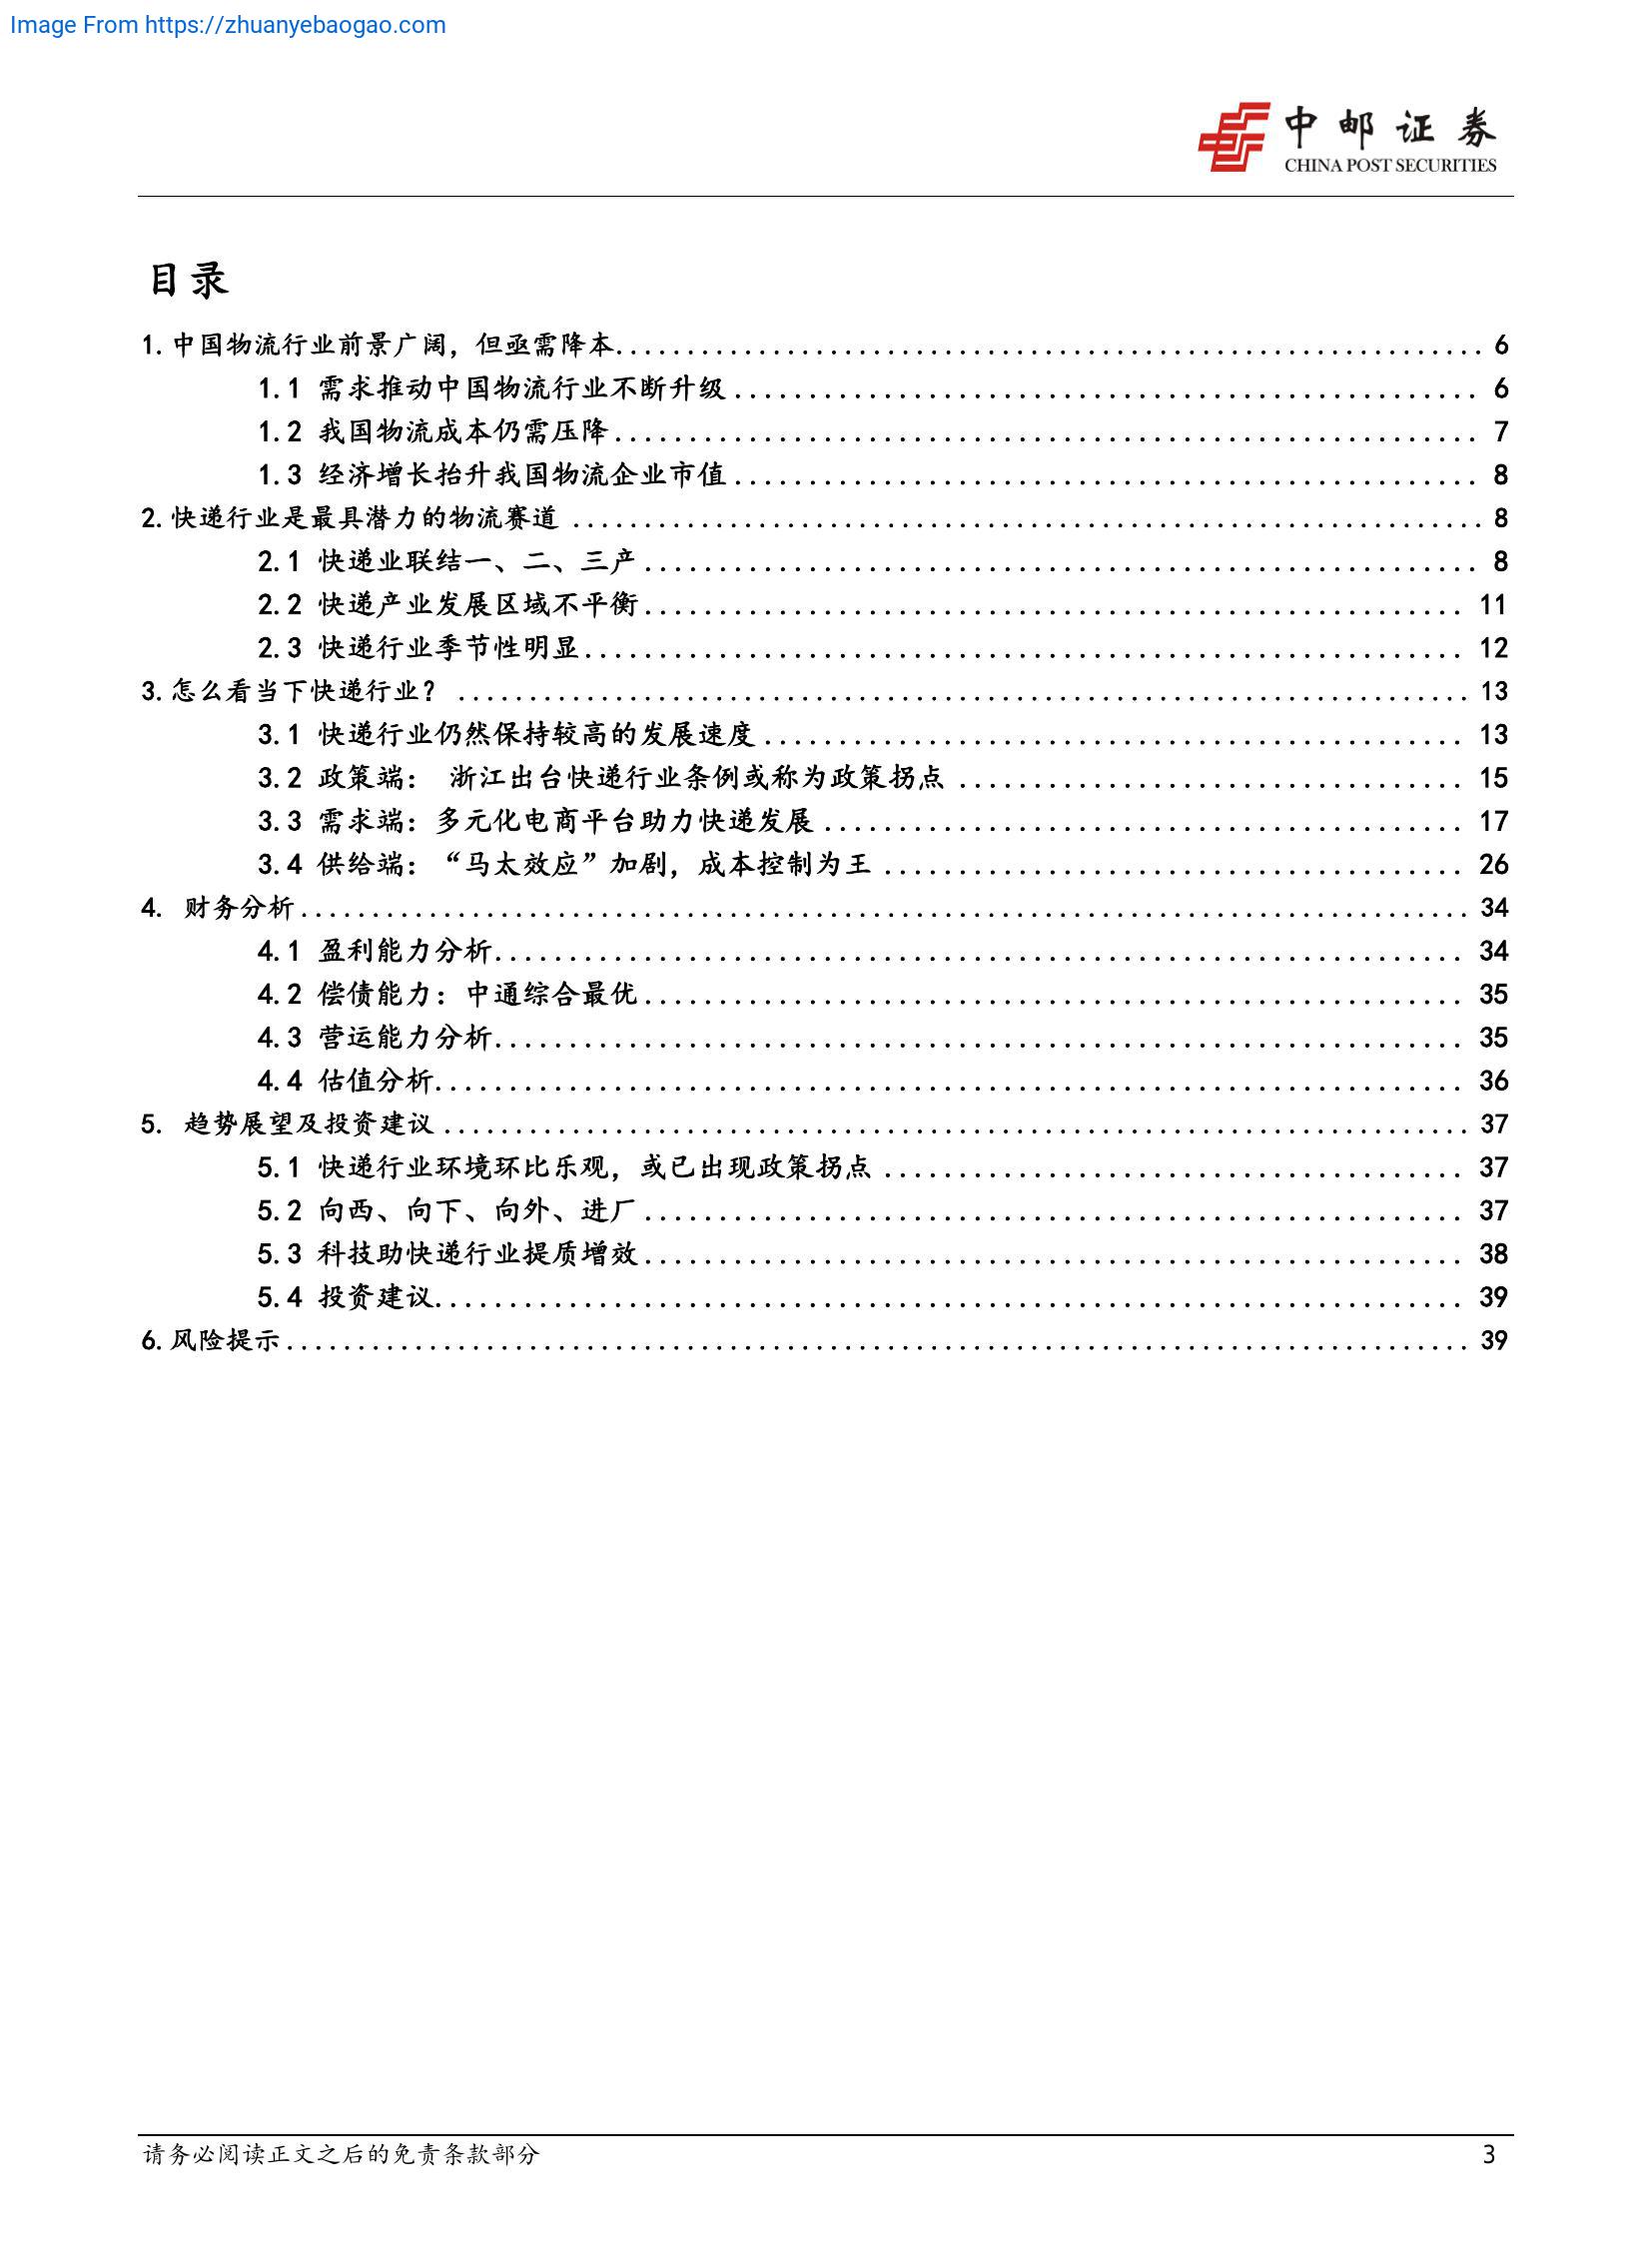 Image From https://zhuanyebaogao.com
中邮证券
CHINA POST SECURITIES
目录
1.中国物流行业前景广阔，但亟需降本........................................ 6
1.1 需求推动中国物流行业不断升级........................................ 6
1.2 我国物流成本仍需压降........................................ 7
1.3 经济增长抬升我国物流企业市值........................................ 8
2.快递行业是最具潜力的物流赛道 ........................................ 8
2.1 快递业联结一、二、三产........................................ 8
2.2 快递产业发展区域不平衡........................................ 11
2.3 快递行业季节性明显........................................ 12
3.怎么看当下快递行业？ ........................................ 13
3.1 快递行业仍然保持较高的发展速度........................................ 13
3.2 政策端： 浙江出台快递行业条例或称为政策拐点 ........................................ 15
3.3 需求端：多元化电商平台助力快递发展 ........................................ 17
3.4 供给端：“马太效应”加剧，成本控制为王 ........................................ 26
4. 财务分析........................................ 34
4.1 盈利能力分析........................................ 34
4.2 偿债能力：中通综合最优........................................ 35
4.3 营运能力分析........................................ 35
4.4 估值分析........................................ 36
5. 趋势展望及投资建议 ........................................ 37
5.1 快递行业环境环比乐观，或已出现政策拐点 ........................................ 37
5.2 向西、向下、向外、进厂 ........................................ 37
5.3 科技助快递行业提质增效........................................ 38
5.4 投资建议........................................ 39
6.风险提示........................................ 39
请务必阅读正文之后的免责条款部分 3